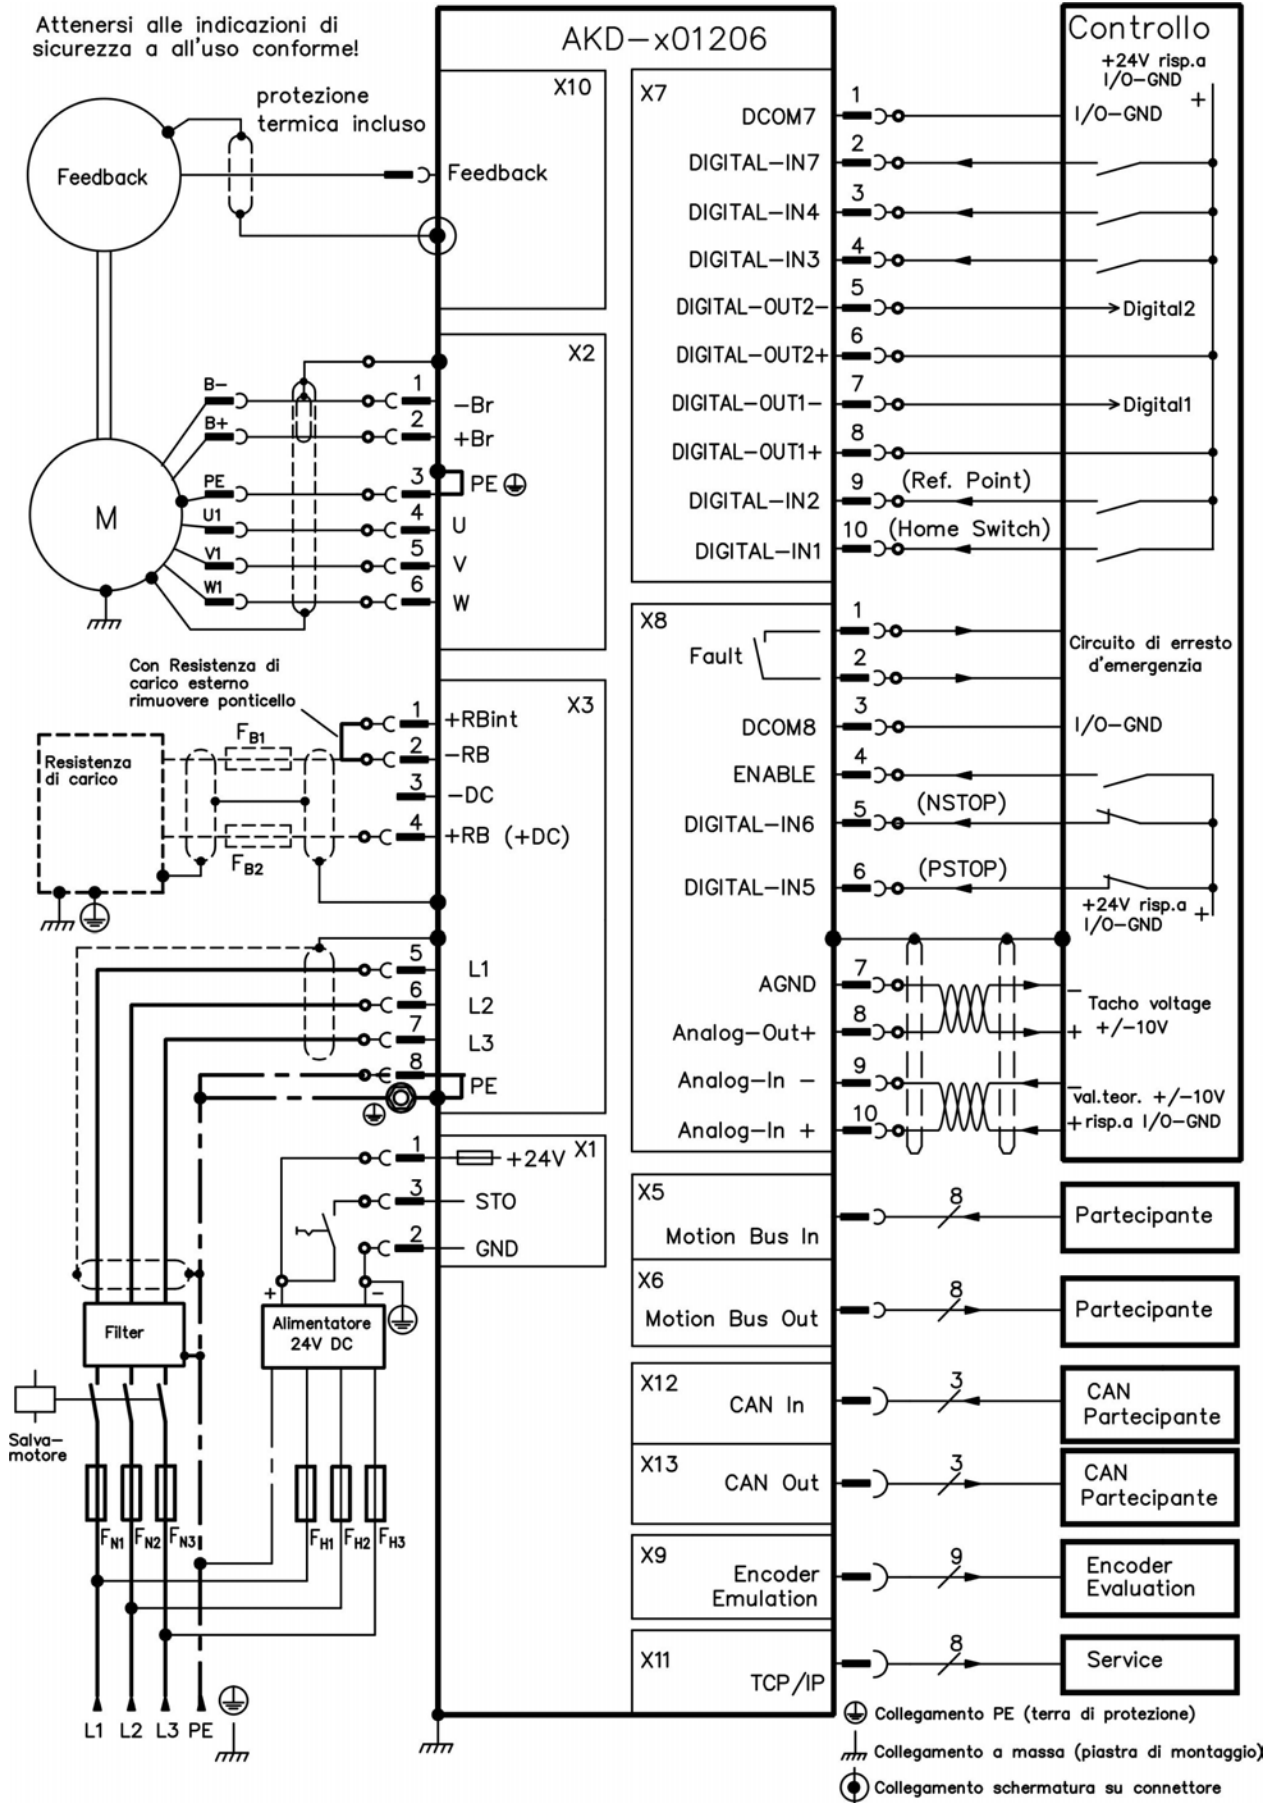 Attenersi alle indicazioni di
sicurezza a all'uso conforme!
AKD-x01206
Controllo
X10
protezione
termica incluso
Feedback
Feedback
X2
B-
1
-Br
B+
2
+Br
PE
3
PE
M
U1
4
U
V1
5
V
W1
6
W
Con Resistenza di
carico esterno
rimuovere ponticello
X3
1
+RBint
FB1
Resistenza
di carico
2
-RB
3
-DC
4
+RB (+DC)
FB2
5
L1
6
L2
7
L3
8
PE
X1
1
+24V
3
STO
2
GND
+
-
Alimentatore
24V DC
Filter
Salva-
motore
FN1
FN2
FN3
FH1
FH2
FH3
L1 L2 L3 PE
X7
+24V risp.a
I/O-GND
+
DCOM7
1
I/O-GND
DIGITAL-IN7
2
DIGITAL-IN4
3
DIGITAL-IN3
4
DIGITAL-OUT2-
5
Digital2
DIGITAL-OUT2+
6
DIGITAL-OUT1-
7
Digital1
DIGITAL-OUT1+
8
DIGITAL-IN2
9
(Ref. Point)
DIGITAL-IN1
10
(Home Switch)
X8
Fault
1
2
Circuito di erresto
d'emergenzia
DCOM8
3
I/O-GND
ENABLE
4
DIGITAL-IN6
5
(NSTOP)
DIGITAL-IN5
6
(PSTOP)
+24V risp.a
I/O-GND
+
AGND
7
-
Tacho voltage
+/-10V
Analog-Out+
8
+
Analog-In -
9
-
val.teor. +/-10V
Analog-In +
10
+ risp.a I/O-GND
X5
Motion Bus In
8
Partecipante
X6
Motion Bus Out
8
Partecipante
X12
CAN In
3
CAN
Partecipante
X13
CAN Out
3
CAN
Partecipante
X9
Encoder
Emulation
9
Encoder
Evaluation
X11
TCP/IP
8
Service
Collegamento PE (terra di protezione)
Collegamento a massa (piastra di montaggio)
Collegamento schermatura su connettore